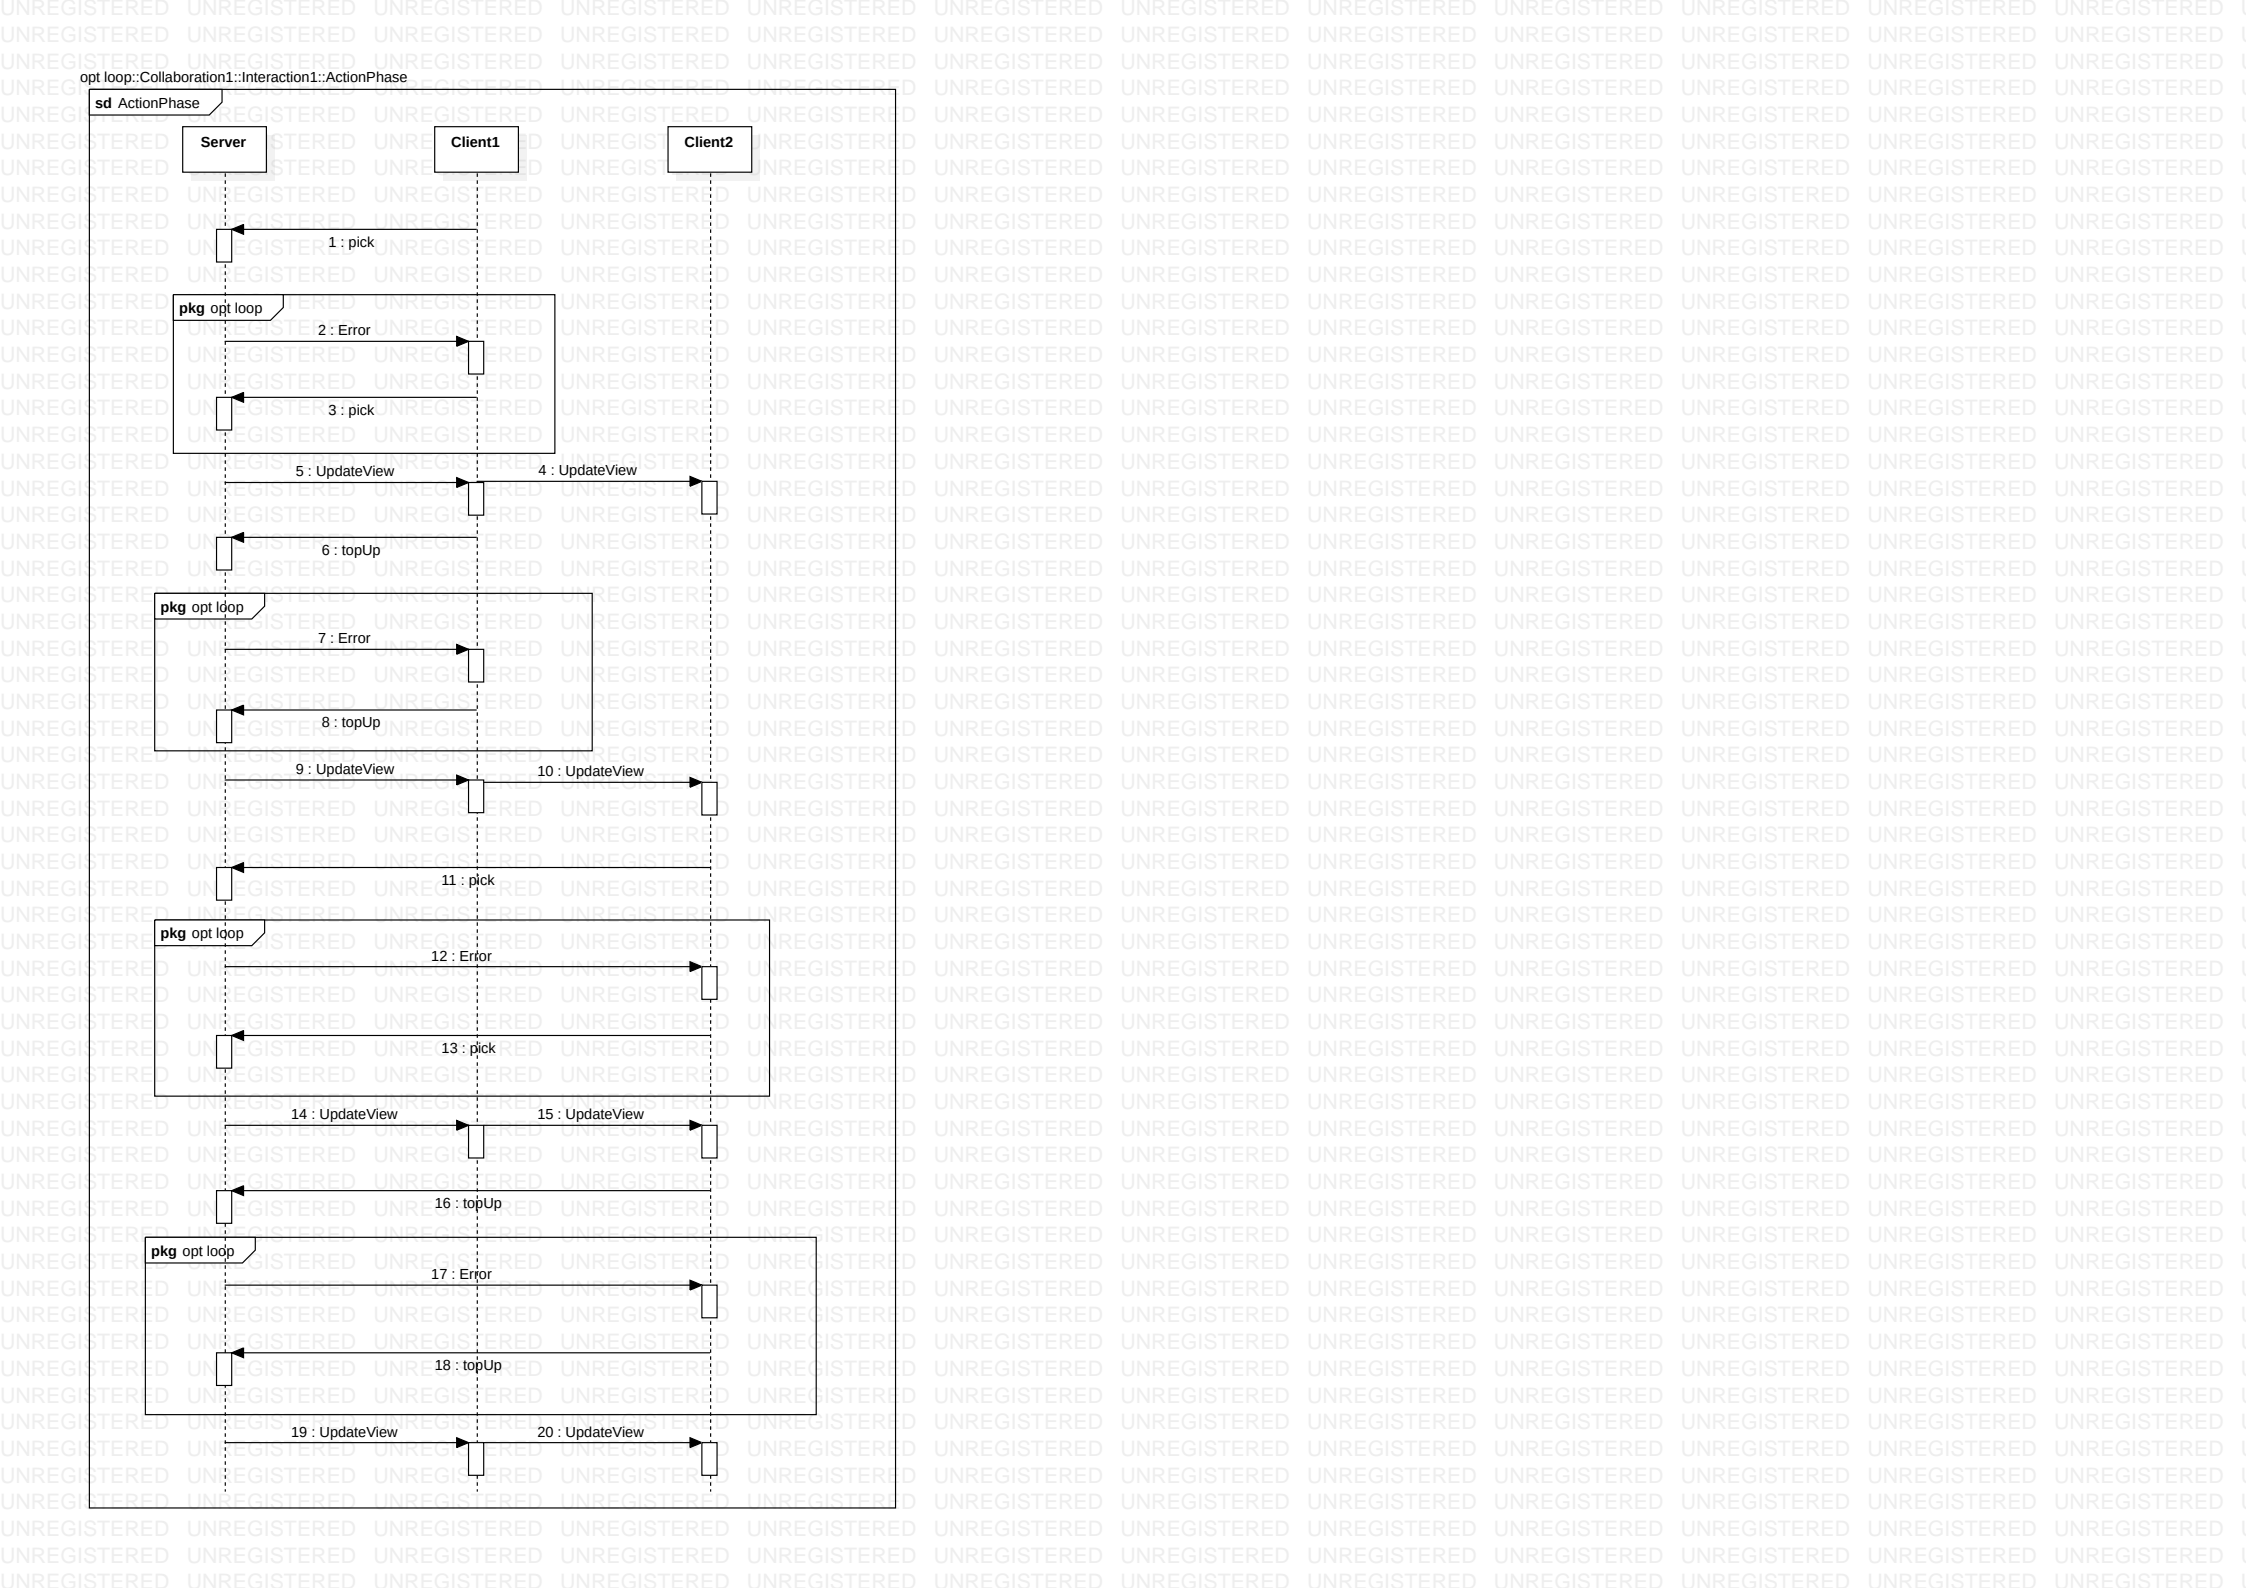 opt loop::Collaboration1::Interaction1::ActionPhase
sd ActionPhase
Server
Client1
Client2
1 : pick
pkg opt loop
2 : Error
3 : pick
5 : UpdateView
4 : UpdateView
6 : topUp
pkg opt loop
7 : Error
8 : topUp
9 : UpdateView
10 : UpdateView
11 : pick
pkg opt loop
12 : Error
13 : pick
14 : UpdateView
15 : UpdateView
16 : topUp
pkg opt loop
17 : Error
18 : topUp
19 : UpdateView
20 : UpdateView
UNREGISTERED